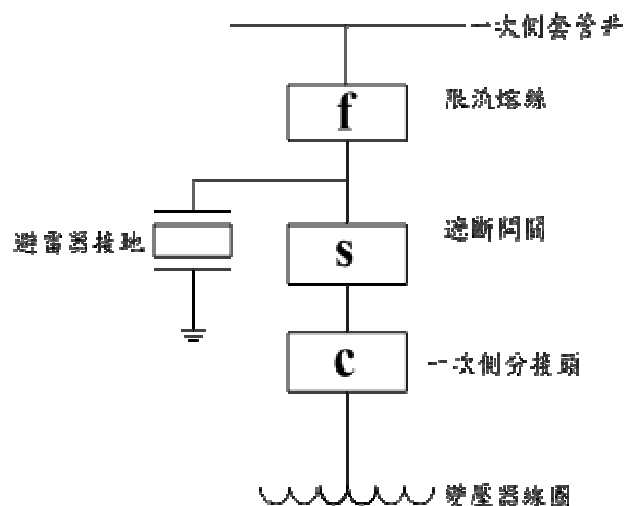 一次側套管井
f
限流熔絲
避雷器接地
s
遮斷開關
c
一次側分接頭
變壓器線圈